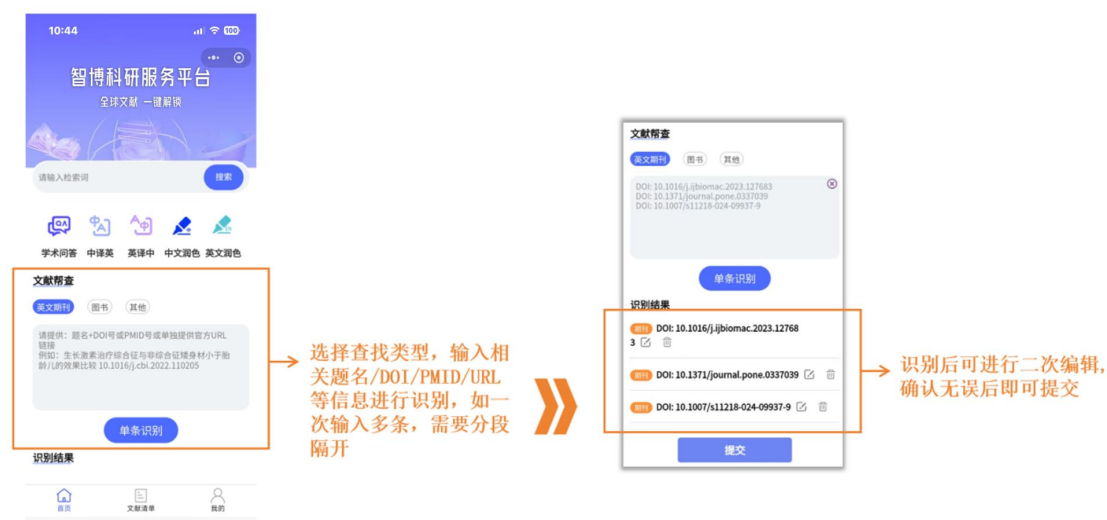 10:44
100
智博科研服务平台
全球文献 一键解锁
请输入检索词
搜索
学术问答 中译英 英译中 中文润色 英文润色
文献帮查
英文期刊 图书 其他
请提供：题名+DOI号或PMID号或单独提供官方URL
链接
例如：生长激素治疗综合征与非综合征矮身材小于胎
龄儿的效果比较 10.1016/j.cbi.2022.110205
单条识别
识别结果
首页 文献清单 我的
选择查找类型，输入相
关题名/DOI/PMID/URL
等信息进行识别，如一
次输入多条，需要分段
隔开
文献帮查
英文期刊 图书 其他
DOI: 10.1016/j.ijbiomac.2023.127683
DOI: 10.1371/journal.pone.0337039
DOI: 10.1007/s11218-024-09937-9
单条识别
识别结果
期刊 DOI: 10.1016/j.ijbiomac.2023.12768
3
期刊 DOI: 10.1371/journal.pone.0337039
期刊 DOI: 10.1007/s11218-024-09937-9
提交
识别后可进行二次编辑，
确认无误后即可提交